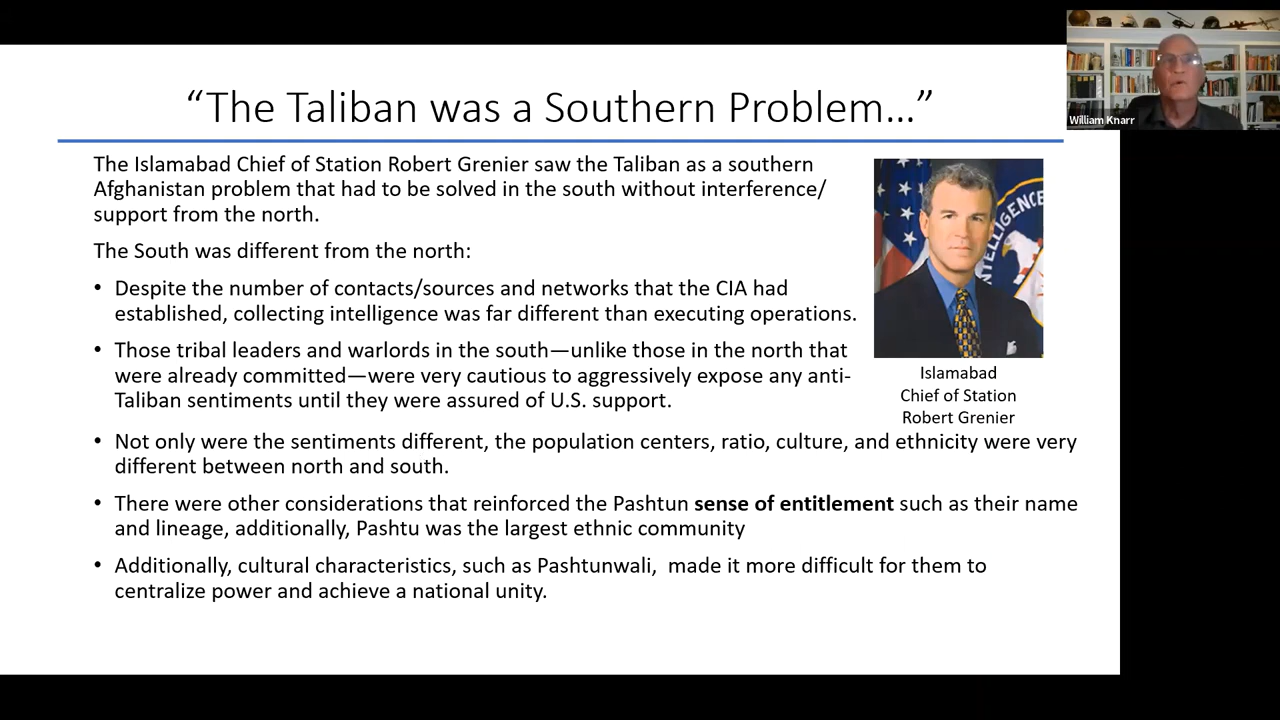 “The Taliban was a Southern Problem...”
William Knarr
The Islamabad Chief of Station Robert Grenier saw the Taliban as a southern
Afghanistan problem that had to be solved in the south without interference/
support from the north.
The South was different from the north:
• Despite the number of contacts/sources and networks that the CIA had
established, collecting intelligence was far different than executing operations.
• Those tribal leaders and warlords in the south—unlike those in the north that
were already committed—were very cautious to aggressively expose any anti-
Taliban sentiments until they were assured of U.S. support.
INTELLIGENCE
Islamabad
Chief of Station
Robert Grenier
• Not only were the sentiments different, the population centers, ratio, culture, and ethnicity were very
different between north and south.
• There were other considerations that reinforced the Pashtun sense of entitlement such as their name
and lineage, additionally, Pashtu was the largest ethnic community
• Additionally, cultural characteristics, such as Pashtunwali,  made it more difficult for them to
centralize power and achieve a national unity.